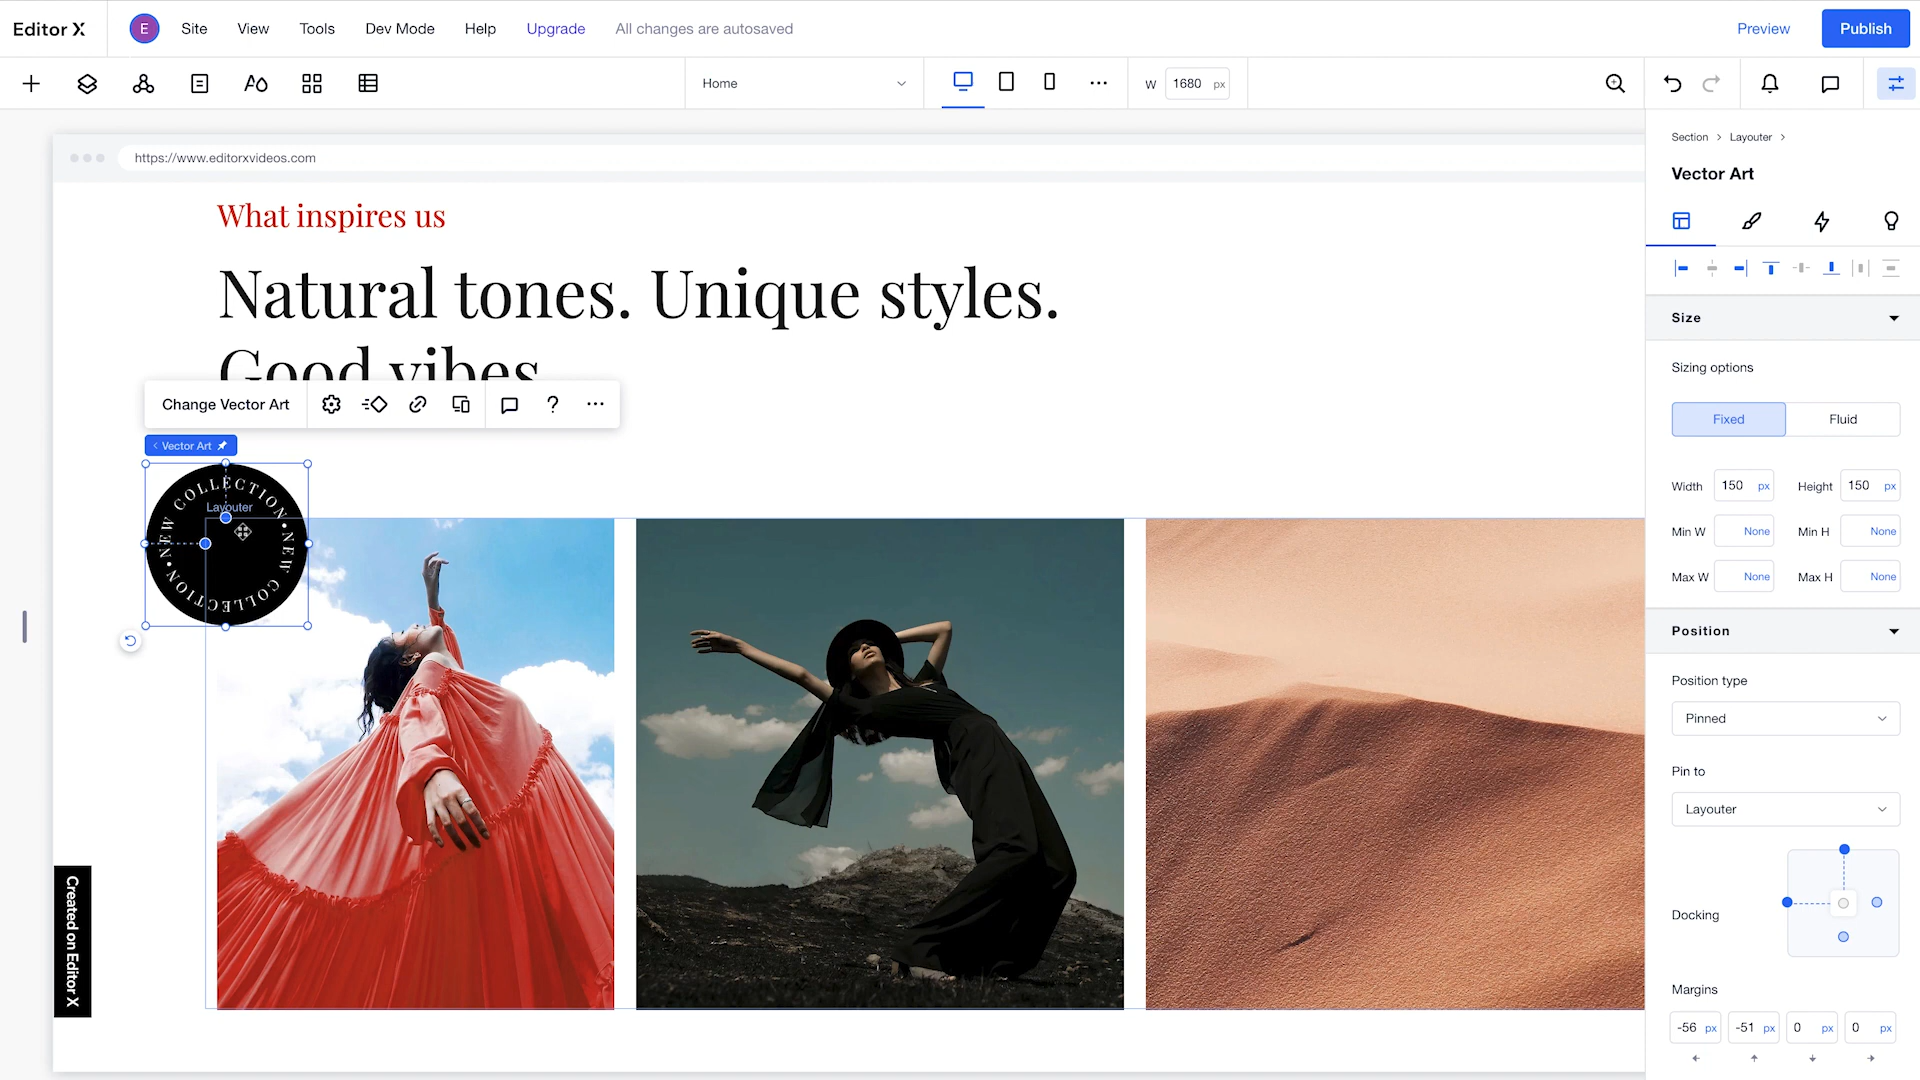 Editor X
E
Site
View
Tools
Dev Mode
Help
Upgrade
All changes are autosaved
Preview
Publish
Home
W
1680
px
https://www.editorxvideos.com
Section > Layouter >
Vector Art
What inspires us
Natural tones. Unique styles.
Good vibes
Change Vector Art
?
< Vector Art
NEW COLLECTION • NEW COLLECTION •
Layouter
Created on Editor X
Size
Sizing options
Fixed
Fluid
Width
150
px
Height
150
px
Min W
None
Min H
None
Max W
None
Max H
None
Position
Position type
Pinned
Pin to
Layouter
Docking
Margins
-56
px
-51
px
0
px
0
px